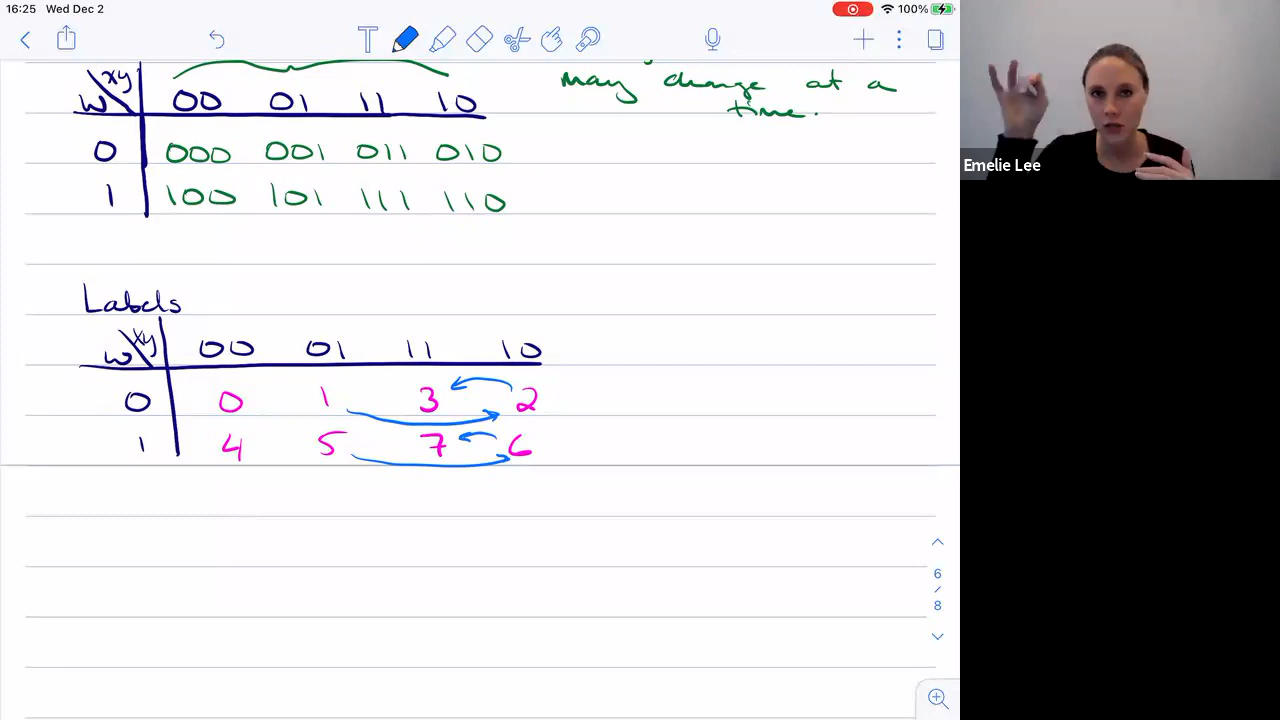 16:25 Wed Dec 2 100%
T
xy may change at a
w 00 01 11 10 time.
0 000 001 011 010
1 100 101 111 110
Labels
xy
w 00 01 11 10
0 0 1 3 2
1 4 5 7 6
6
/
8
Emelie Lee